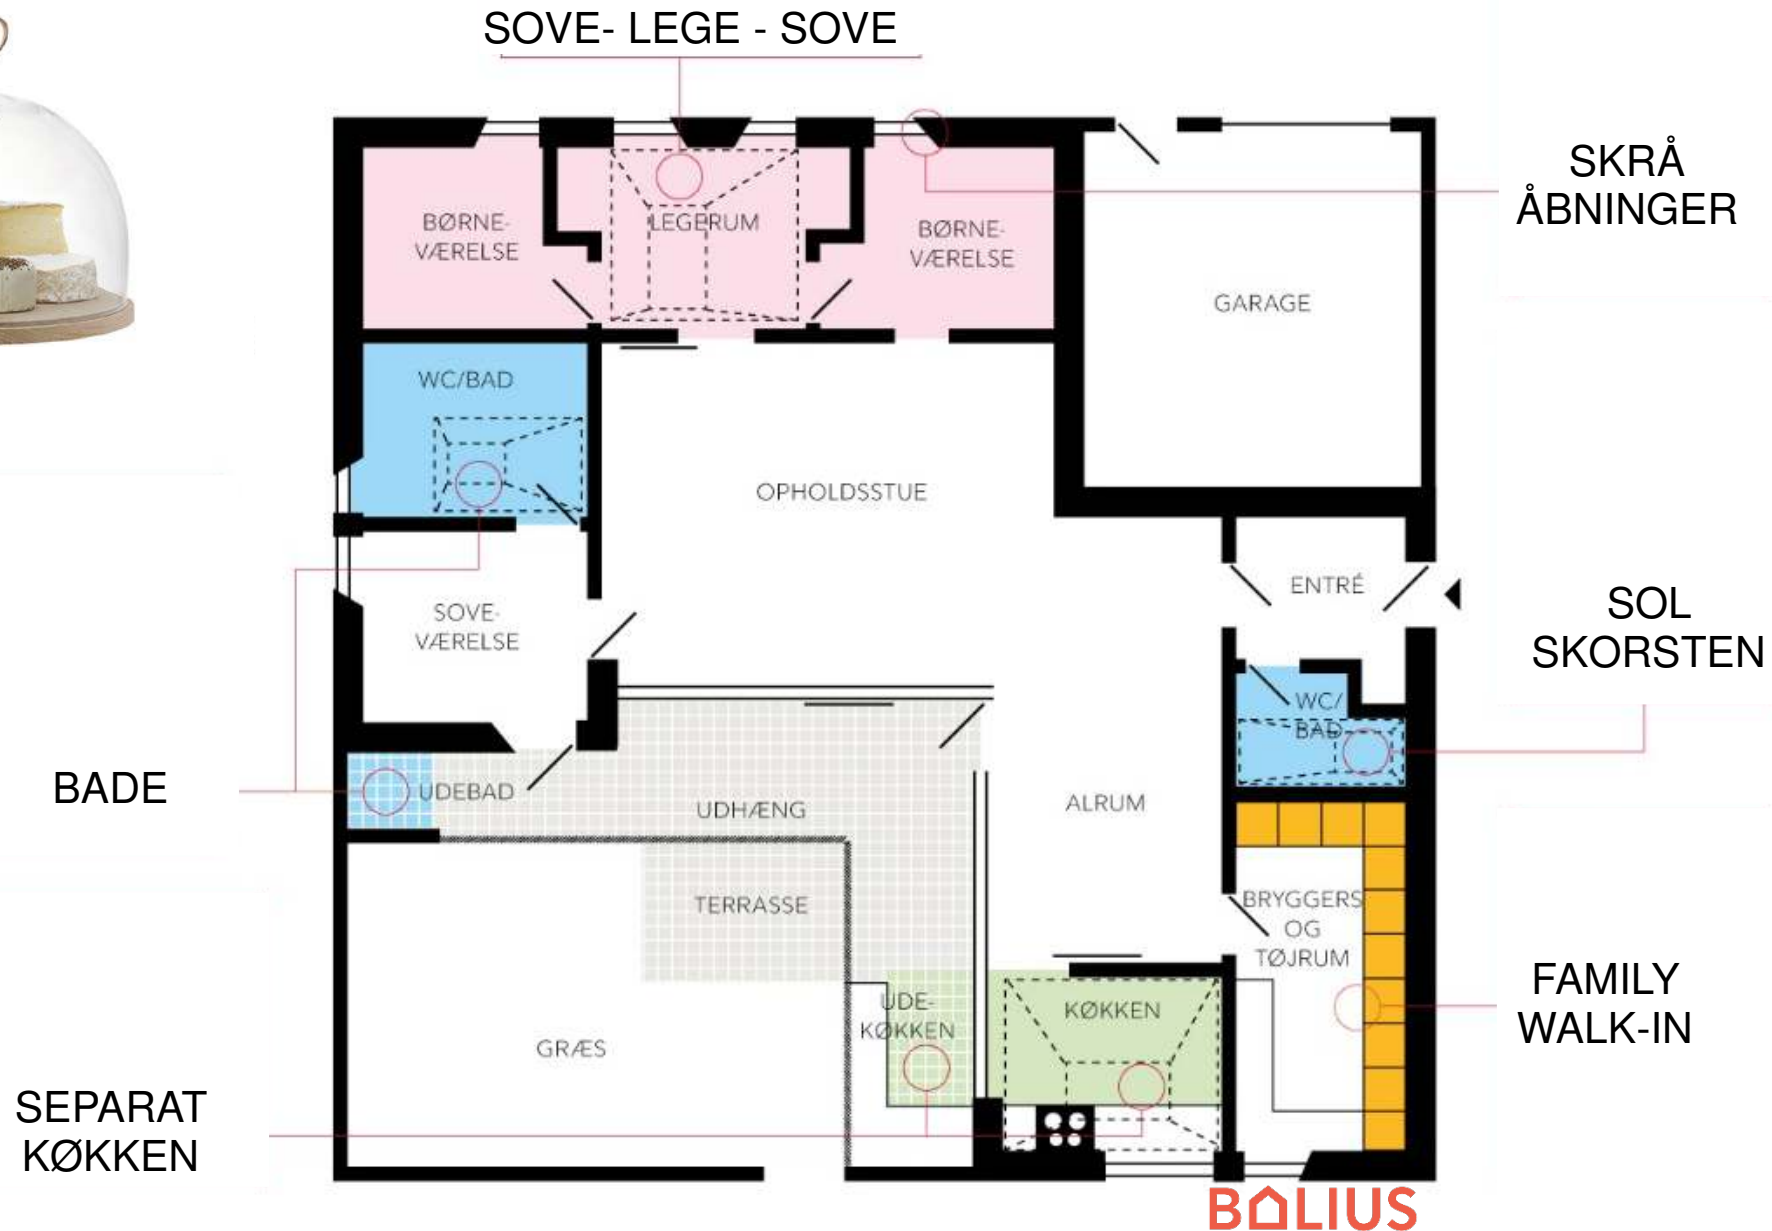 SOVE- LEGE - SOVE
SKRÅ
ÅBNINGER
BØRNE-
VÆRELSE
LEGERUM
BØRNE-
VÆRELSE
GARAGE
WC/BAD
OPHOLDSSTUE
ENTRÉ
SOVE-
VÆRELSE
SOL
SKORSTEN
WC/
BAD
BADE
UDEBAD
UDHÆNG
ALRUM
TERRASSE
BRYGGERS
OG
TØJRUM
UDE-
KØKKEN
KØKKEN
GRÆS
FAMILY
WALK-IN
SEPARAT
KØKKEN
BOLIUS